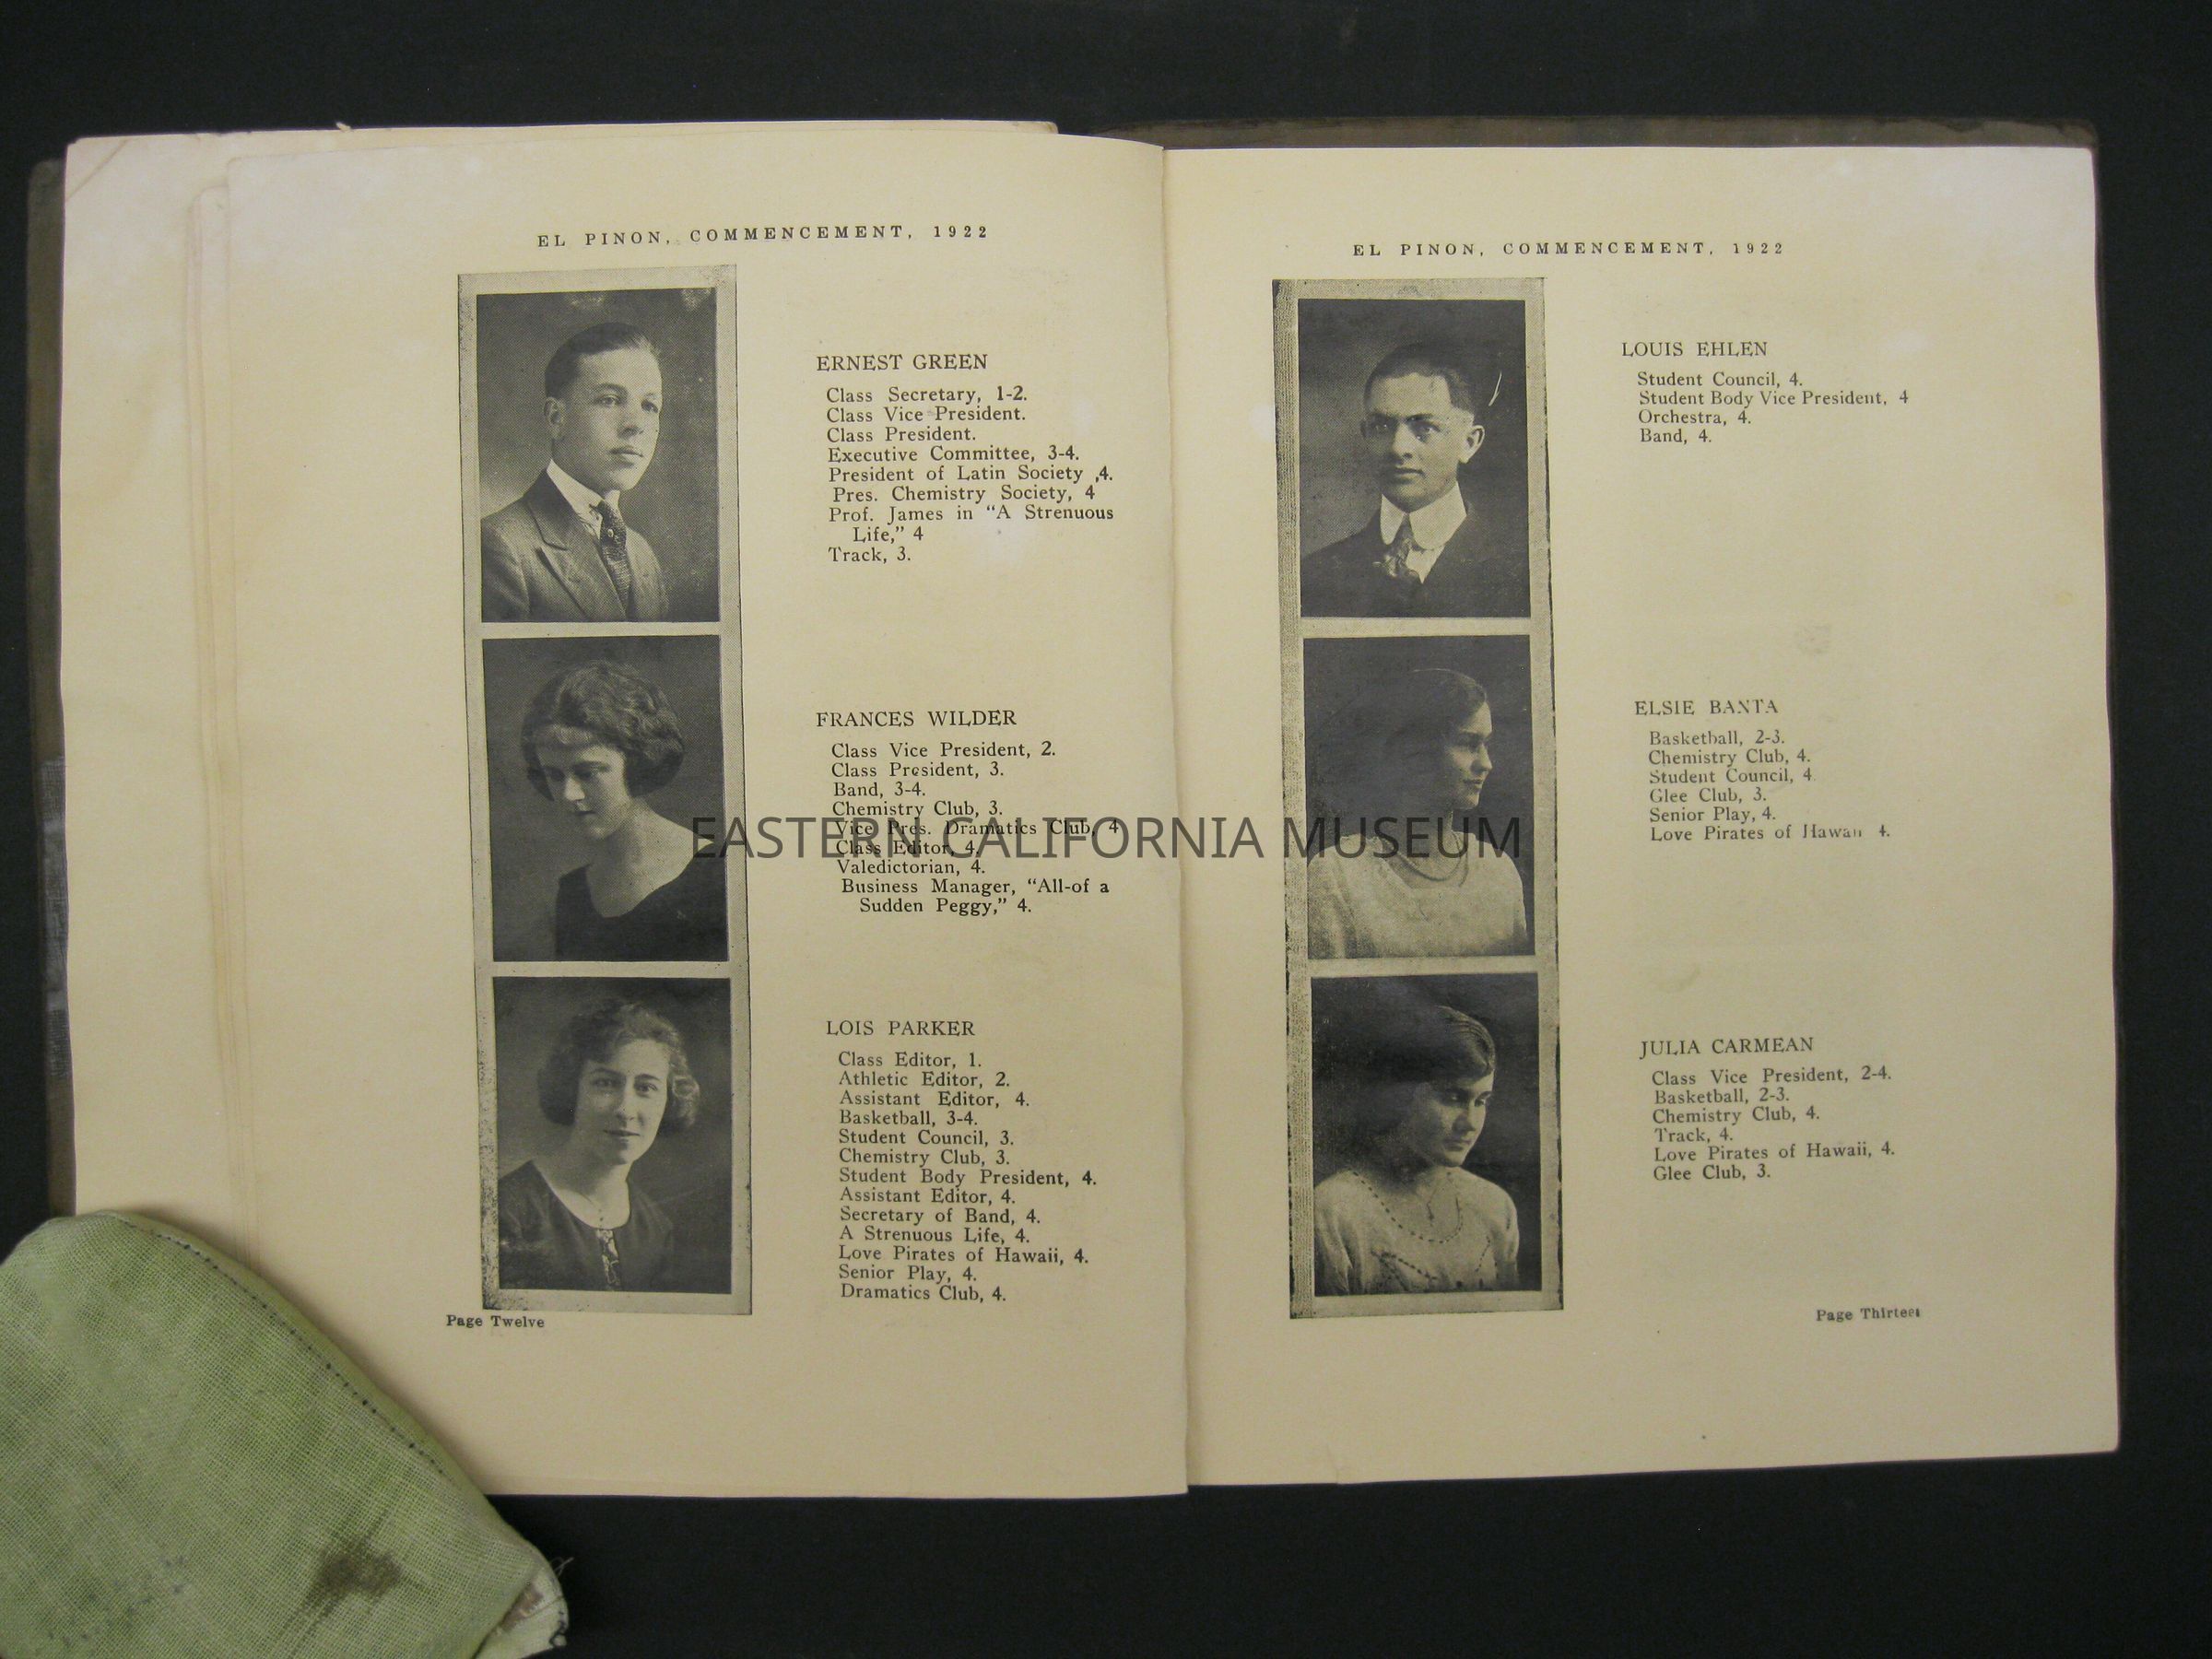 EL PINON, COMMENCEMENT, 1922
ERNEST GREEN
Class Secretary, 1-2.
Class Vice President.
Class President.
Executive Committee, 3-4.
President of Latin Society ,4.
Pres. Chemistry Society, 4
Prof. James in “A Strenuous
Life,” 4
Track, 3.
FRANCES WILDER
Class Vice President, 2.
Class President, 3.
Band, 3-4.
Chemistry Club, 3.
Vice Pres. Dramatics Club, 4
Class Editor, 4.
Valedictorian, 4.
Business Manager, “All-of a
Sudden Peggy,” 4.
LOIS PARKER
Class Editor, 1.
Athletic Editor, 2.
Assistant Editor, 4.
Basketball, 3-4.
Student Council, 3.
Chemistry Club, 3.
Student Body President, 4.
Assistant Editor, 4.
Secretary of Band, 4.
A Strenuous Life, 4.
Love Pirates of Hawaii, 4.
Senior Play, 4.
Dramatics Club, 4.
Page Twelve
EL PINON, COMMENCEMENT, 1922
LOUIS EHLEN
Student Council, 4.
Student Body Vice President, 4
Orchestra, 4.
Band, 4.
ELSIE BANTA
Basketball, 2-3.
Chemistry Club, 4.
Student Council, 4
Glee Club, 3.
Senior Play, 4.
Love Pirates of Hawaii 4.
JULIA CARMEAN
Class Vice President, 2-4.
Basketball, 2-3.
Chemistry Club, 4.
Track, 4.
Love Pirates of Hawaii, 4.
Glee Club, 3.
Page Thirteen
EASTERN CALIFORNIA MUSEUM